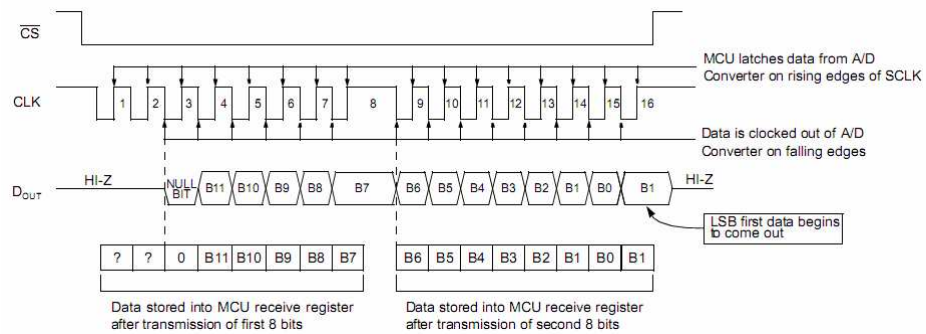 CS
MCU latches data from A/D
Converter on rising edges of SCLK
CLK
1 2 3 4 5 6 7 8 9 10 11 12 13 14 15 16
Data is clocked out of A/D
Converter on falling edges
HI-Z
NULL
BIT
B11 B10 B9 B8 B7 B6 B5 B4 B3 B2 B1 B0 B1
HI-Z
DOUT
LSB first data begins
to come out
? ? 0 B11 B10 B9 B8 B7
B6 B5 B4 B3 B2 B1 B0 B1
Data stored into MCU receive register
after transmission of first 8 bits
Data stored into MCU receive register
after transmission of second 8 bits